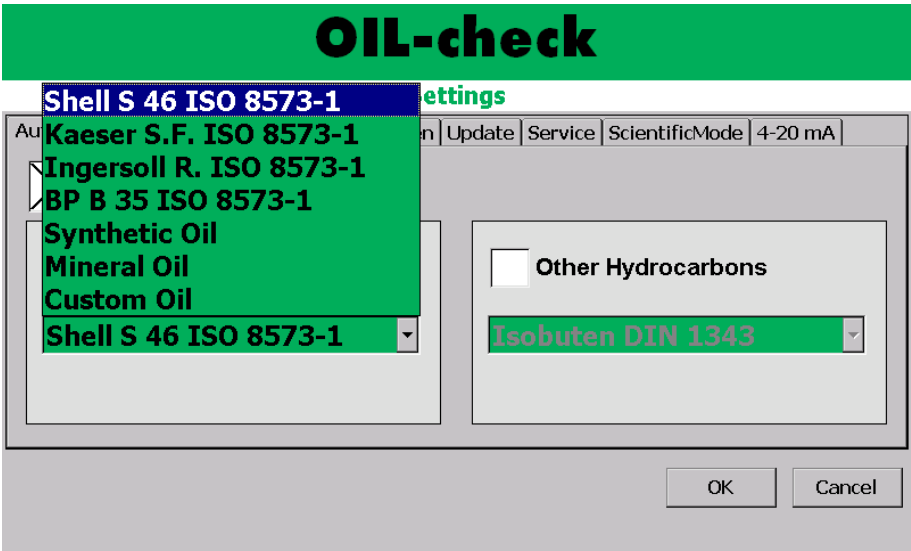 OIL-check
ettings
Shell S 46 ISO 8573-1
Kaeser S.F. ISO 8573-1
Ingersoll R. ISO 8573-1
BP B 35 ISO 8573-1
Synthetic Oil
Mineral Oil
Custom Oil
Au
n Update Service ScientificMode 4-20 mA
Other Hydrocarbons
Shell S 46 ISO 8573-1
Isobuten DIN 1343
OK Cancel